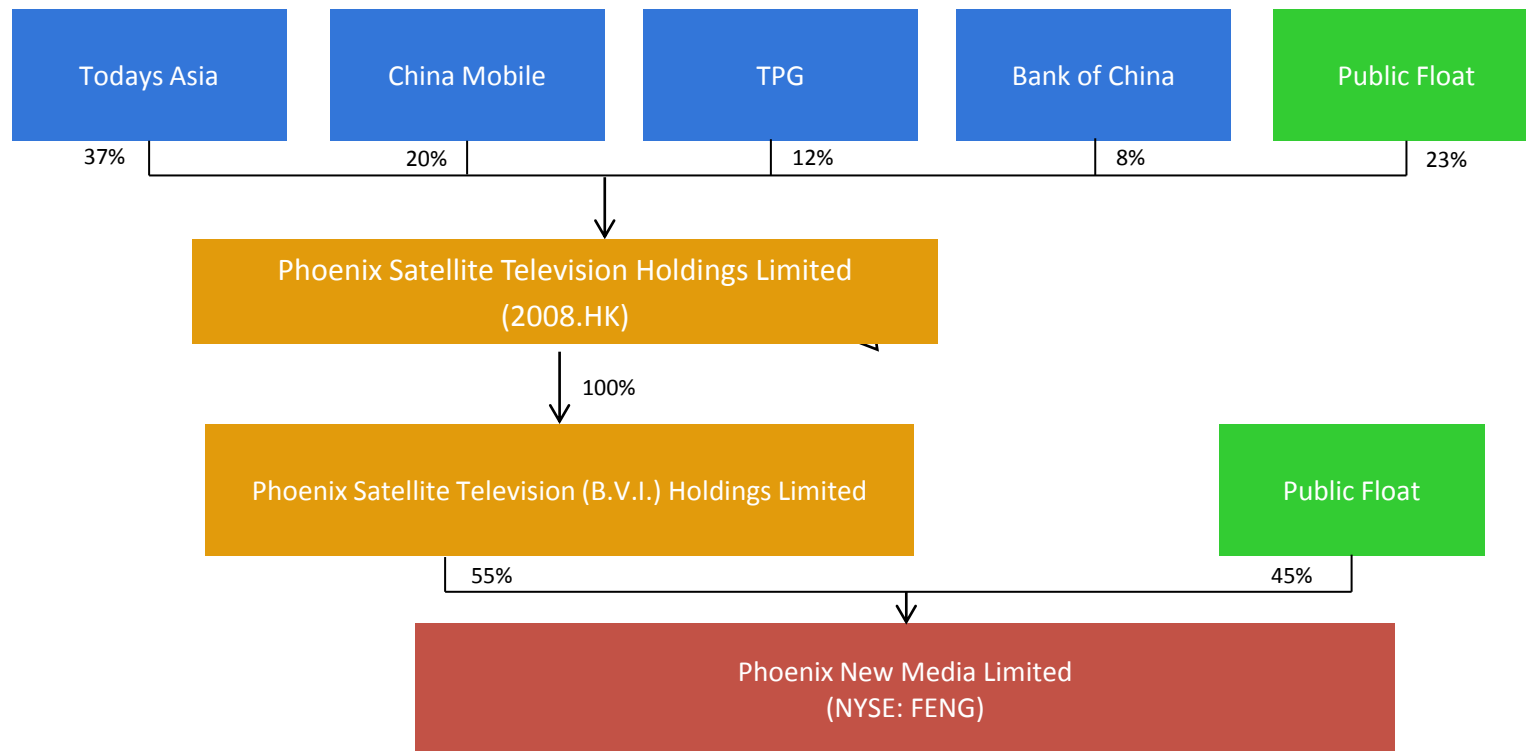 Todays Asia
China Mobile
TPG
Bank of China
Public Float
37%
20%
12%
8%
23%
Phoenix Satellite Television Holdings Limited
(2008.HK)
100%
Phoenix Satellite Television (B.V.I.) Holdings Limited
Public Float
55%
45%
Phoenix New Media Limited
(NYSE: FENG)